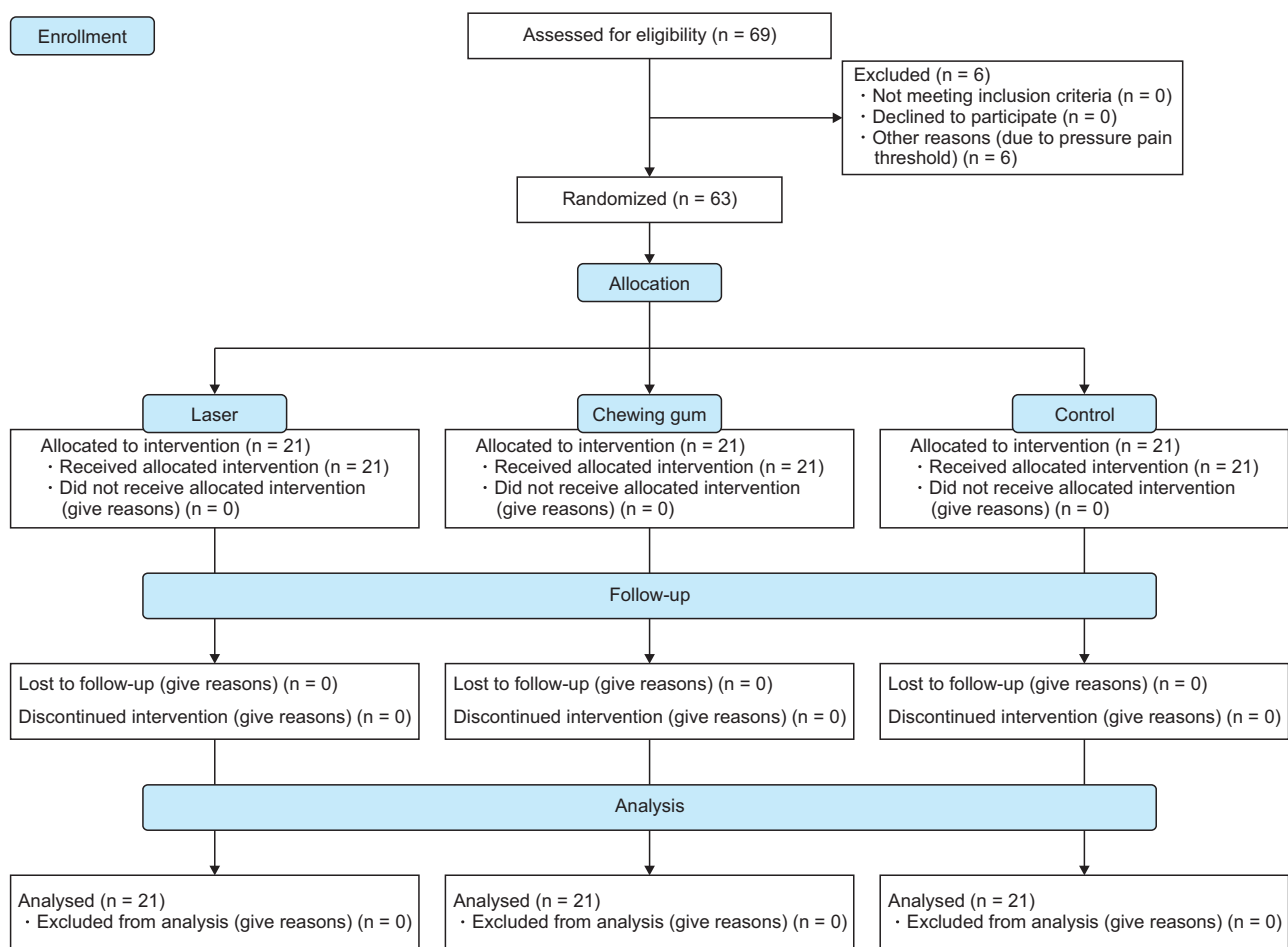 Enrollment
Assessed for eligibility (n = 69)
Excluded (n = 6)
· Not meeting inclusion criteria (n = 0)
· Declined to participate (n = 0)
· Other reasons (due to pressure pain
threshold) (n = 6)
Randomized (n = 63)
Allocation
Laser
Allocated to intervention (n = 21)
· Received allocated intervention (n = 21)
· Did not receive allocated intervention
(give reasons) (n = 0)
Chewing gum
Allocated to intervention (n = 21)
· Received allocated intervention (n = 21)
· Did not receive allocated intervention
(give reasons) (n = 0)
Control
Allocated to intervention (n = 21)
· Received allocated intervention (n = 21)
· Did not receive allocated intervention
(give reasons) (n = 0)
Follow-up
Lost to follow-up (give reasons) (n = 0)
Discontinued intervention (give reasons) (n = 0)
Lost to follow-up (give reasons) (n = 0)
Discontinued intervention (give reasons) (n = 0)
Lost to follow-up (give reasons) (n = 0)
Discontinued intervention (give reasons) (n = 0)
Analysis
Analysed (n = 21)
· Excluded from analysis (give reasons) (n = 0)
Analysed (n = 21)
· Excluded from analysis (give reasons) (n = 0)
Analysed (n = 21)
· Excluded from analysis (give reasons) (n = 0)